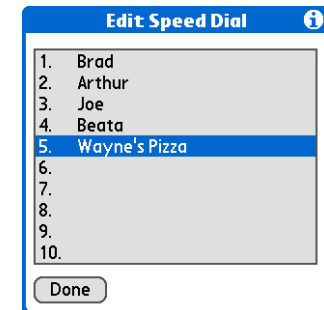 Edit Speed Dial
1. Brad
2. Arthur
3. Joe
4. Beata
5. Wayne's Pizza
6.
7.
8.
9.
10.
Done